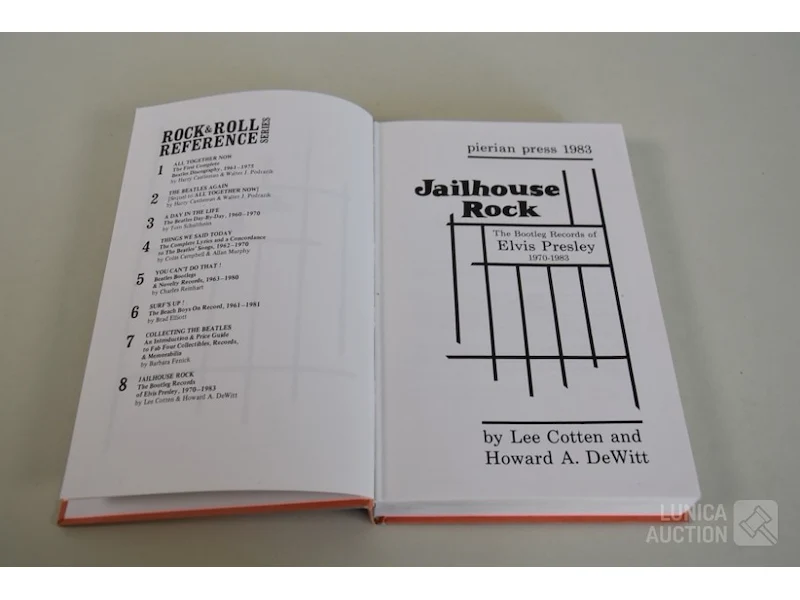 ROCK & ROLL
REFERENCE SERIES
1 ALL TOGETHER NOW
The First Complete
Beatles Discography, 1961-1975
by Harry Castleman & Walter J. Podrazik
2 THE BEATLES AGAIN
[Sequel to ALL TOGETHER NOW]
by Harry Castleman & Walter J. Podrazik
3 A DAY IN THE LIFE
The Beatles Day-By-Day, 1960-1970
by Tom Schultheiss
4 THINGS WE SAID TODAY
The Complete Lyrics and a Concordance
to The Beatles' Songs, 1962-1970
by Colin Campbell & Allan Murphy
5 YOU CAN'T DO THAT!
Beatles Bootlegs
& Novelty Records, 1963-1980
by Charles Reinhart
6 SURF'S UP!
The Beach Boys On Record, 1961-1981
by Brad Elliott
7 COLLECTING THE BEATLES
An Introduction & Price Guide
to Fab Four Collectibles, Records,
& Memorabilia
by Barbara Fenick
8 JAILHOUSE ROCK
The Bootleg Records
of Elvis Presley, 1970-1983
by Lee Cotten & Howard A. DeWitt
pierian press 1983
Jailhouse
Rock
The Bootleg Records of
Elvis Presley
1970-1983
by Lee Cotten and
Howard A. DeWitt
LUNICA
AUCTION